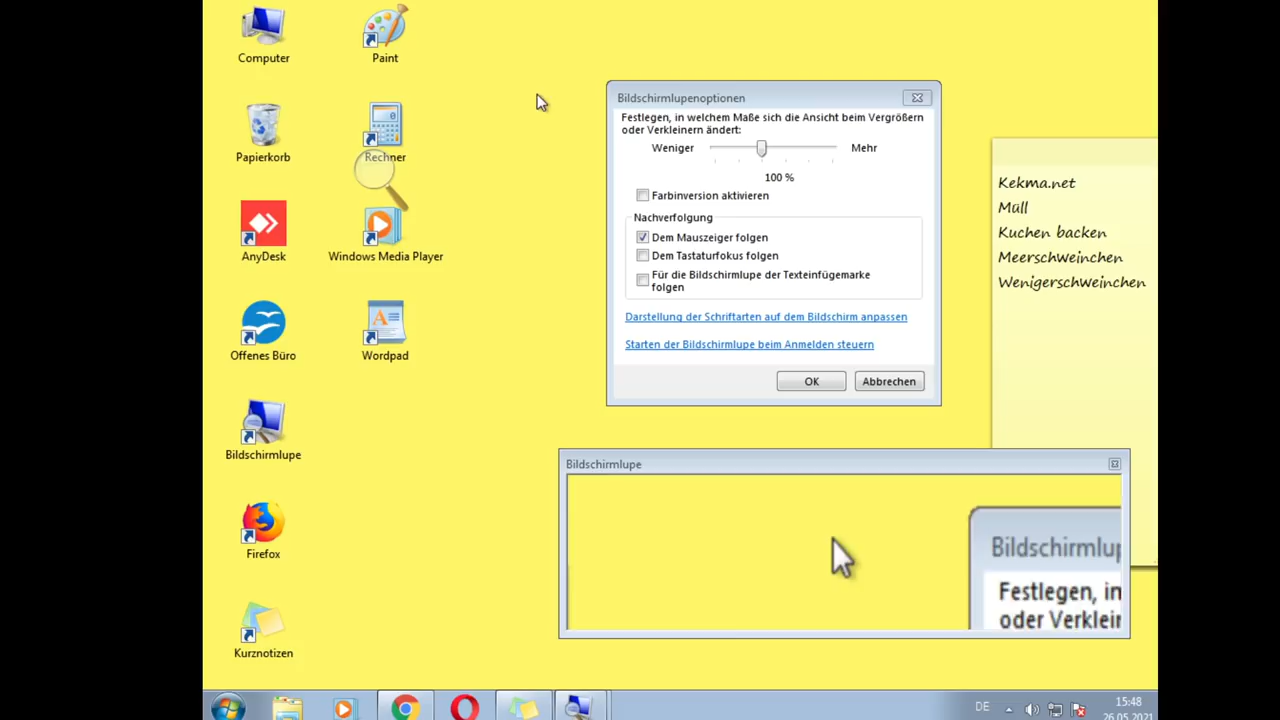 Computer
Paint
Papierkorb
Rechner
AnyDesk
Windows Media Player
Offenes Büro
Wordpad
Bildschirmlupe
Firefox
Kurznotizen
Bildschirmlupenoptionen
Festlegen, in welchem Maße sich die Ansicht beim Vergrößern
oder Verkleinern ändert:
Weniger
Mehr
100 %
Farbinversion aktivieren
Nachverfolgung
Dem Mauszeiger folgen
Dem Tastaturfokus folgen
Für die Bildschirmlupe der Texteinfügemarke
folgen
Darstellung der Schriftarten auf dem Bildschirm anpassen
Starten der Bildschirmlupe beim Anmelden steuern
OK
Abbrechen
Kekma.net
Müll
Kuchen backen
Meerschweinchen
Wenigerschweinchen
Bildschirmlupe
Bildschirmlup
Festlegen, in
oder Verklein
DE
15:48
26.05.2021